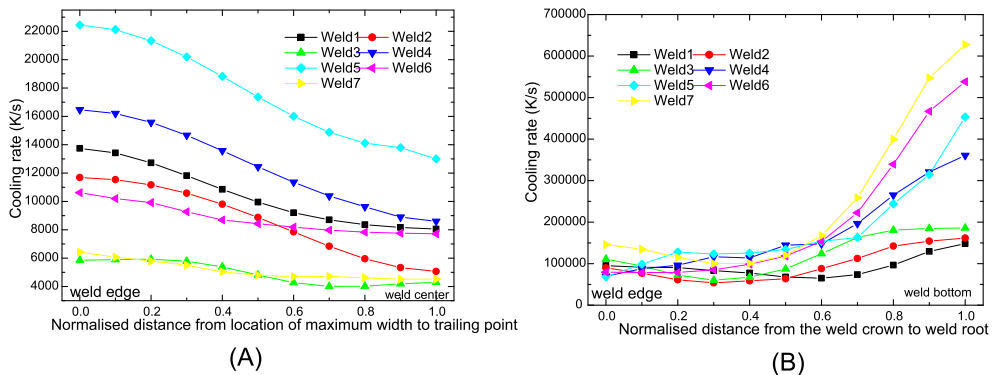 22000
20000
18000
16000
14000
12000
10000
8000
6000
4000
Cooling rate (K/s)
Weld1 Weld2
Weld3 Weld4
Weld5 Weld6
Weld7
weld edge
weld center
0.0 0.2 0.4 0.6 0.8 1.0
Normalised distance from location of maximum width to trailing point
(A)
700000
600000
500000
400000
300000
200000
100000
0
Cooling rate (K/s)
Weld1 Weld2
Weld3 Weld4
Weld5 Weld6
Weld7
weld edge
weld bottom
0.0 0.2 0.4 0.6 0.8 1.0
Normalised distance from the weld crown to weld root
(B)